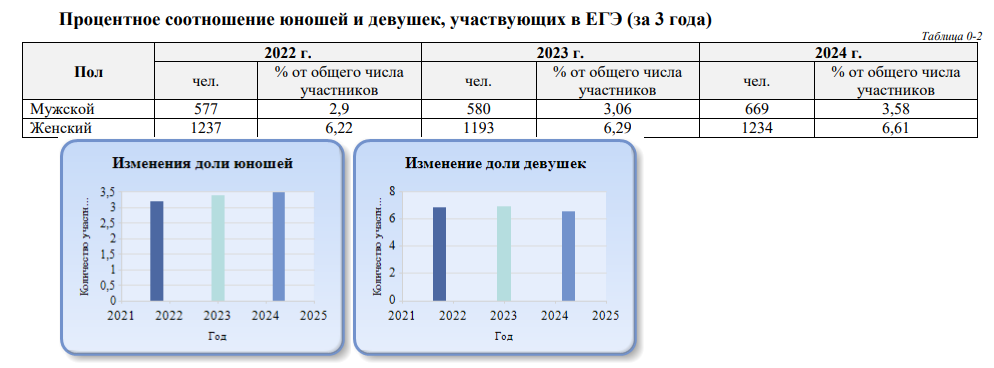 Процентное соотношение юношей и девушек, участвующих в ЕГЭ (за 3 года)
Таблица 0-2
Пол 2022 г. 2023 г. 2024 г.
чел. % от общего числа участников чел. % от общего числа участников чел. % от общего числа участников
Мужской 577 2,9 580 3,06 669 3,58
Женский 1237 6,22 1193 6,29 1234 6,61
Изменения доли юношей
Количество участн...
3,5
3
2,5
2
1,5
1
0,5
0
2021 2022 2023 2024 2025
Год
Изменение доли девушек
Количество участн...
8
6
4
2
0
2021 2022 2023 2024 2025
Год